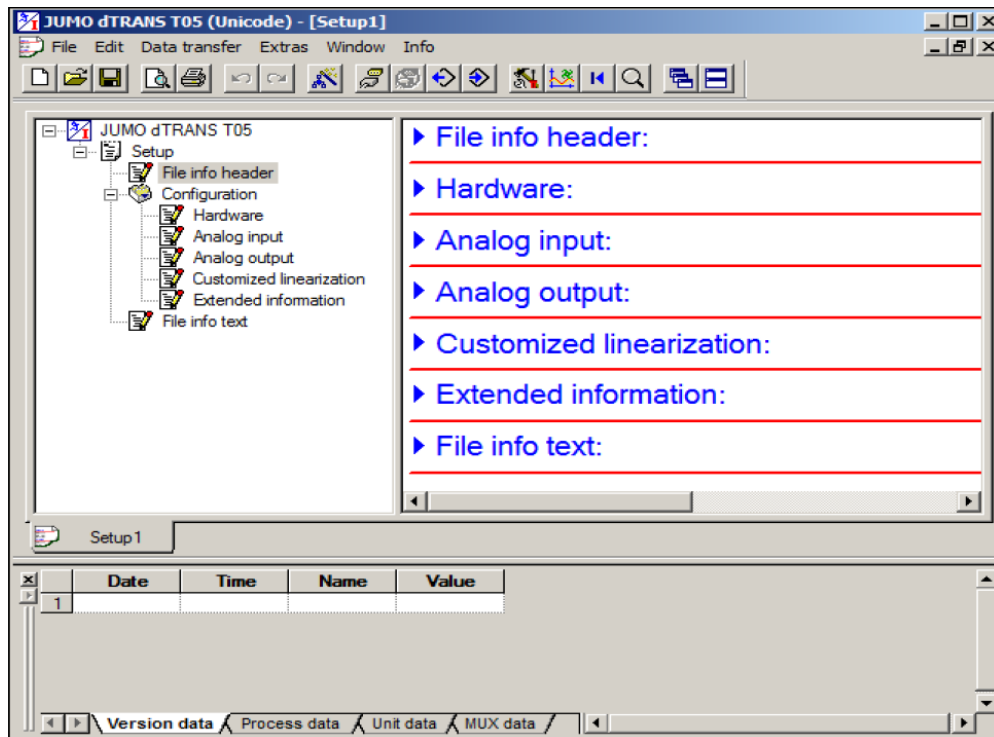 JUMO dTRANS T05 (Unicode) - [Setup1]
File Edit Data transfer Extras Window Info
JUMO dTRANS T05
Setup
File info header
Configuration
Hardware
Analog input
Analog output
Customized linearization
Extended information
File info text
File info header:
Hardware:
Analog input:
Analog output:
Customized linearization:
Extended information:
File info text:
Setup1
Date Time Name Value
1
Version data Process data Unit data MUX data